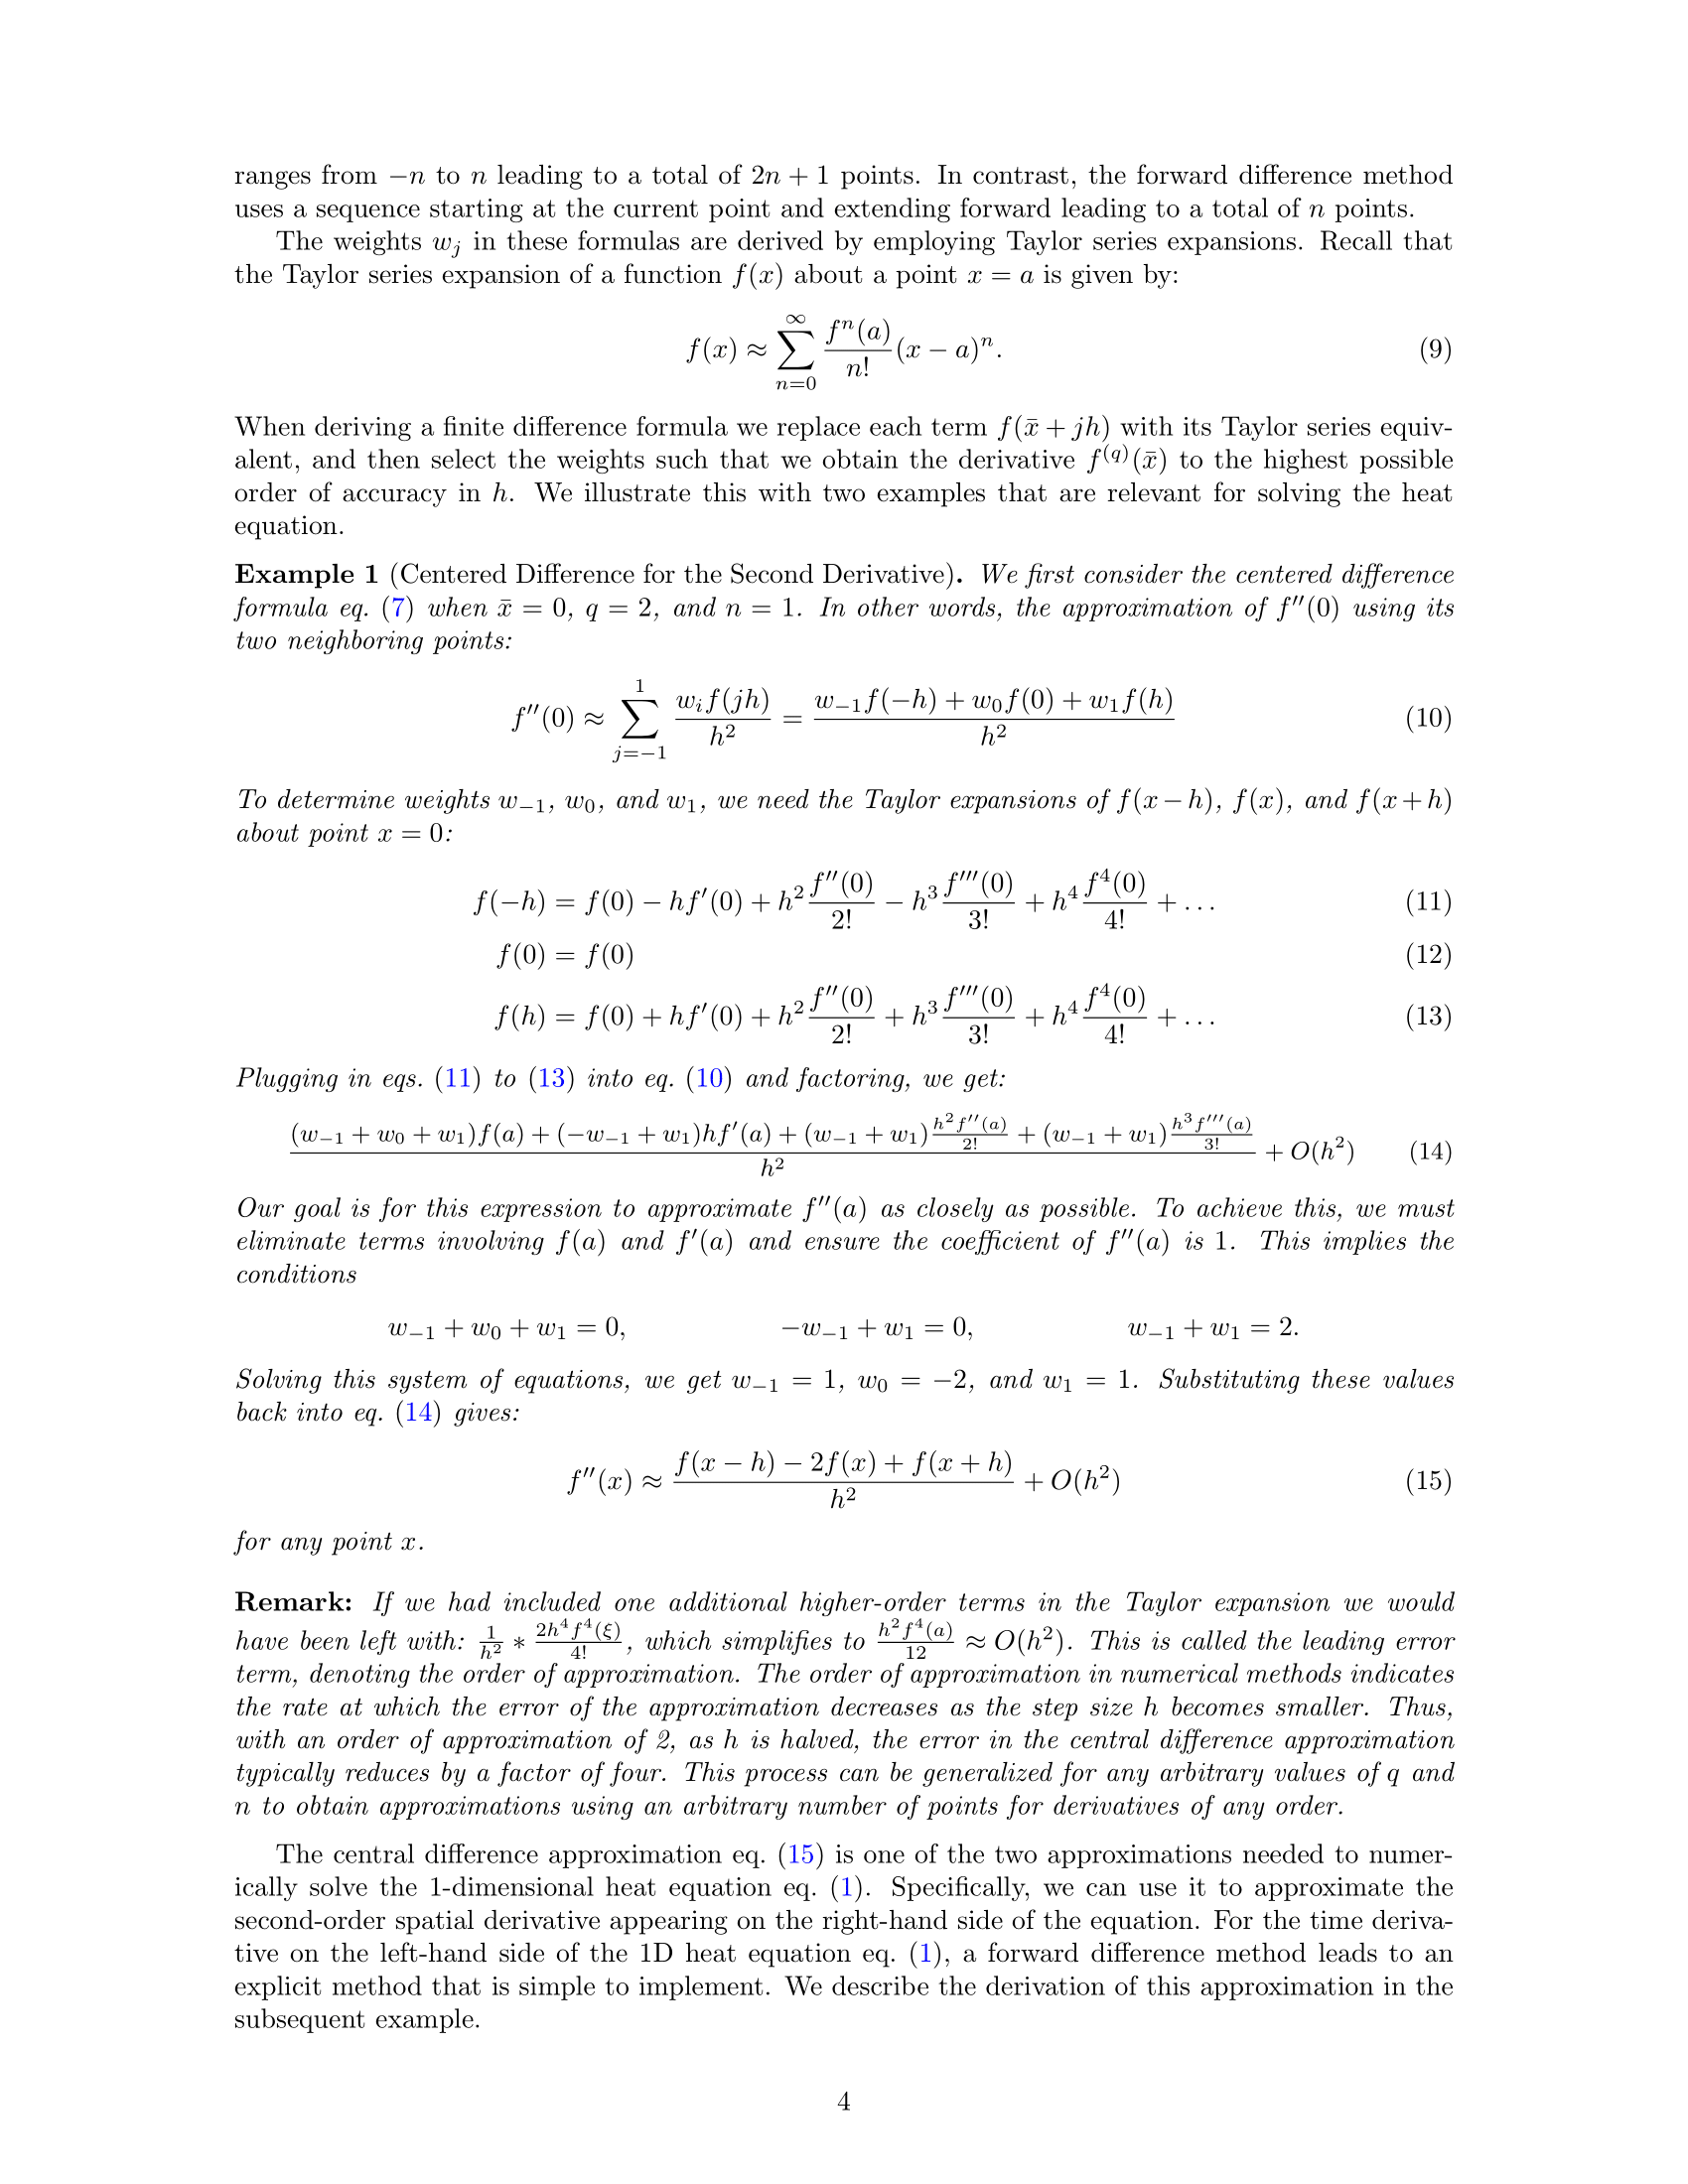 ranges from −n to n leading to a total of 2n + 1 points. In contrast, the forward difference method
uses a sequence starting at the current point and extending forward leading to a total of n points.
The weights w_j in these formulas are derived by employing Taylor series expansions. Recall that
the Taylor series expansion of a function f(x) about a point x = a is given by:
f(x) ≈ \sum_{n=0}^{∞} \frac{f^n(a)}{n!}(x − a)^n. (9)
When deriving a finite difference formula we replace each term f(x̄ + jh) with its Taylor series equiv-
alent, and then select the weights such that we obtain the derivative f^{(q)}(x̄) to the highest possible
order of accuracy in h. We illustrate this with two examples that are relevant for solving the heat
equation.
Example 1 (Centered Difference for the Second Derivative). We first consider the centered difference
formula eq. (7) when x̄ = 0, q = 2, and n = 1. In other words, the approximation of f′′(0) using its
two neighboring points:
f′′(0) ≈ \sum_{j=−1}^{1} \frac{w_i f(jh)}{h^2} = \frac{w_{−1}f(−h) + w_0f(0) + w_1f(h)}{h^2} (10)
To determine weights w_{−1}, w_0, and w_1, we need the Taylor expansions of f(x − h), f(x), and f(x + h)
about point x = 0:
f(−h) = f(0) − hf′(0) + h^2\frac{f′′(0)}{2!} − h^3\frac{f′′′(0)}{3!} + h^4\frac{f^4(0)}{4!} + . . . (11)
f(0) = f(0) (12)
f(h) = f(0) + hf′(0) + h^2\frac{f′′(0)}{2!} + h^3\frac{f′′′(0)}{3!} + h^4\frac{f^4(0)}{4!} + . . . (13)
Plugging in eqs. (11) to (13) into eq. (10) and factoring, we get:
\frac{(w_{−1} + w_0 + w_1)f(a) + (−w_{−1} + w_1)hf′(a) + (w_{−1} + w_1)\frac{h^2f′′(a)}{2!} + (w_{−1} + w_1)\frac{h^3f′′′(a)}{3!}}{h^2} + O(h^2) (14)
Our goal is for this expression to approximate f′′(a) as closely as possible. To achieve this, we must
eliminate terms involving f(a) and f′(a) and ensure the coefficient of f′′(a) is 1. This implies the
conditions
w_{−1} + w_0 + w_1 = 0, −w_{−1} + w_1 = 0, w_{−1} + w_1 = 2.
Solving this system of equations, we get w_{−1} = 1, w_0 = −2, and w_1 = 1. Substituting these values
back into eq. (14) gives:
f′′(x) ≈ \frac{f(x − h) − 2f(x) + f(x + h)}{h^2} + O(h^2) (15)
for any point x.
Remark: If we had included one additional higher-order terms in the Taylor expansion we would
have been left with: \frac{1}{h^2} ∗ \frac{2h^4f^4(ξ)}{4!}, which simplifies to \frac{h^2f^4(a)}{12} ≈ O(h^2). This is called the leading error
term, denoting the order of approximation. The order of approximation in numerical methods indicates
the rate at which the error of the approximation decreases as the step size h becomes smaller. Thus,
with an order of approximation of 2, as h is halved, the error in the central difference approximation
typically reduces by a factor of four. This process can be generalized for any arbitrary values of q and
n to obtain approximations using an arbitrary number of points for derivatives of any order.
The central difference approximation eq. (15) is one of the two approximations needed to numer-
ically solve the 1-dimensional heat equation eq. (1). Specifically, we can use it to approximate the
second-order spatial derivative appearing on the right-hand side of the equation. For the time deriva-
tive on the left-hand side of the 1D heat equation eq. (1), a forward difference method leads to an
explicit method that is simple to implement. We describe the derivation of this approximation in the
subsequent example.
4